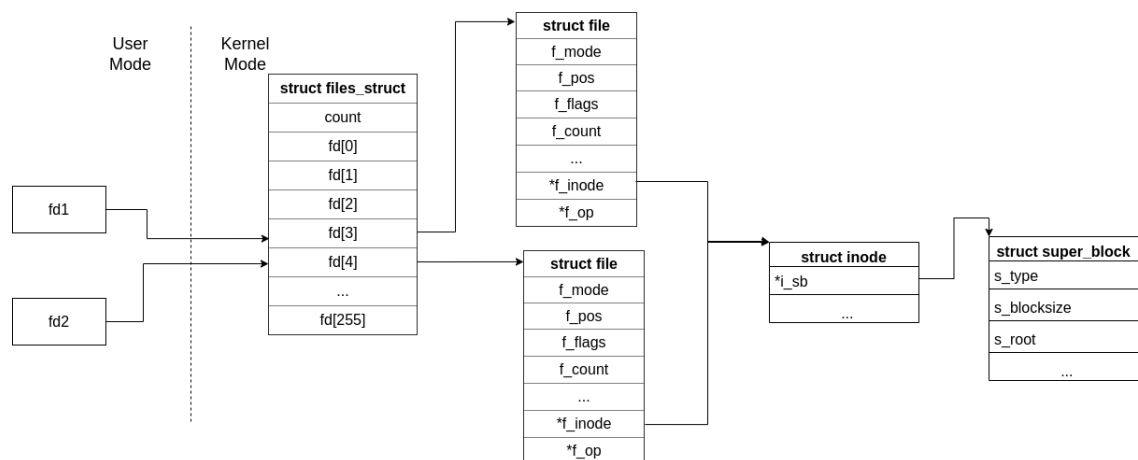 User
Mode
Kernel
Mode
fd1
fd2
struct files_struct
count
fd[0]
fd[1]
fd[2]
fd[3]
fd[4]
...
fd[255]
struct file
f_mode
f_pos
f_flags
f_count
...
*f_inode
*f_op
struct file
f_mode
f_pos
f_flags
f_count
...
*f_inode
*f_op
struct inode
*i_sb
...
struct super_block
s_type
s_blocksize
s_root
...